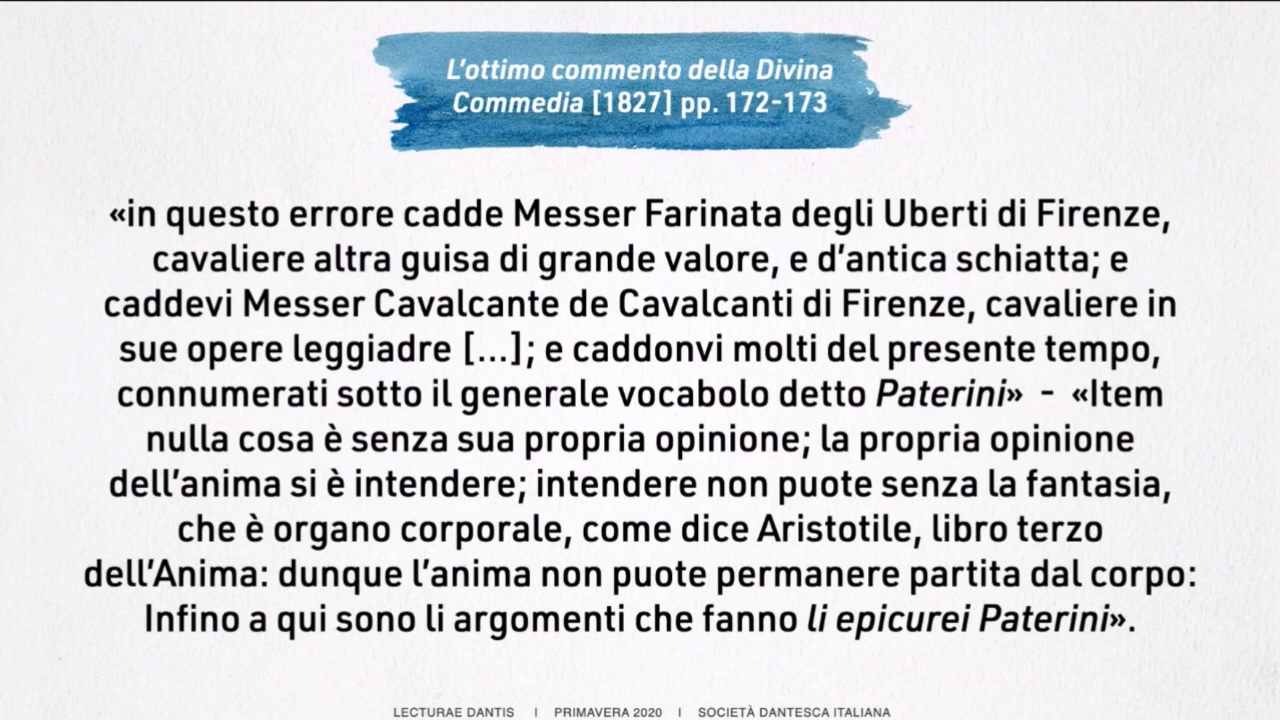 L'ottimo commento della Divina
Commedia [1827] pp. 172-173
«in questo errore cadde Messer Farinata degli Uberti di Firenze,
cavaliere altra guisa di grande valore, e d'antica schiatta; e
caddevi Messer Cavalcante de Cavalcanti di Firenze, cavaliere in
sue opere leggiadre [...]; e caddonvi molti del presente tempo,
connumerati sotto il generale vocabolo detto Paterini» - «Item
nulla cosa è senza sua propria opinione; la propria opinione
dell'anima si è intendere; intendere non puote senza la fantasia,
che è organo corporale, come dice Aristotile, libro terzo
dell'Anima: dunque l'anima non puote permanere partita dal corpo:
Infino a qui sono li argomenti che fanno li epicurei Paterini».
LECTURAE DANTIS | PRIMAVERA 2020 | SOCIETÀ DANTESCA ITALIANA